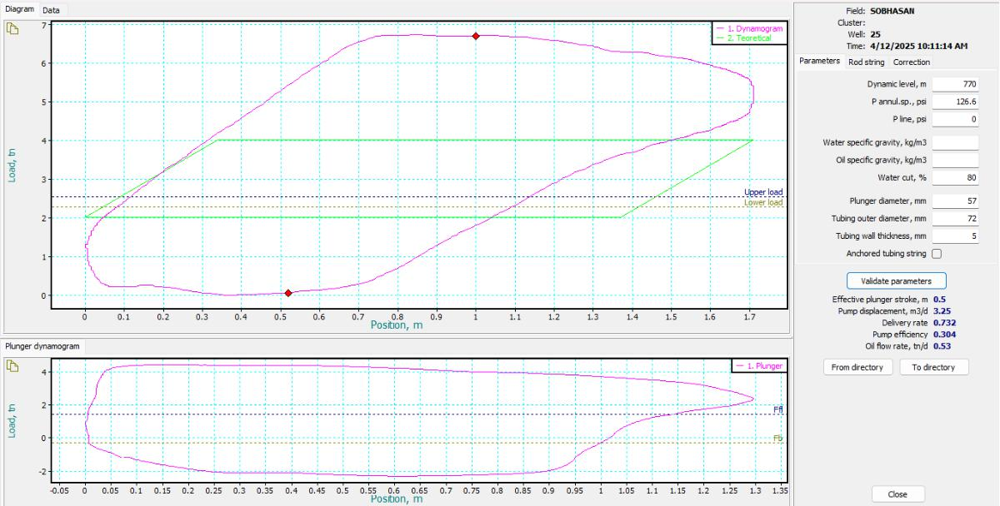 Diagram Data
7
6
5
4
3
2
1
0
Load, tn
1. Dynamogram
2. Teoretical
Upper load
Lower load
0 0.1 0.2 0.3 0.4 0.5 0.6 0.7 0.8 0.9 1 1.1 1.2 1.3 1.4 1.5 1.6 1.7
Position, m
Plunger dynamogram
4
2
0
-2
Load, tn
1. Plunger
Ffl
Fb
-0.05 0 0.05 0.1 0.15 0.2 0.25 0.3 0.35 0.4 0.45 0.5 0.55 0.6 0.65 0.7 0.75 0.8 0.85 0.9 0.95 1 1.05 1.1 1.15 1.2 1.25 1.3 1.35
Position, m
Field: SOBHASAN
Cluster:
Well: 25
Time: 4/12/2025 10:11:14 AM
Parameters Rod string Correction
Dynamic level, m 770
P annul.sp., psi 126.6
P line, psi 0
Water specific gravity, kg/m3
Oil specific gravity, kg/m3
Water cut, % 80
Plunger diameter, mm 57
Tubing outer diameter, mm 72
Tubing wall thickness, mm 5
Anchored tubing string
Validate parameters
Effective plunger stroke, m 0.5
Pump displacement, m3/d 3.25
Delivery rate 0.732
Pump efficiency 0.304
Oil flow rate, tn/d 0.53
From directory To directory
Close